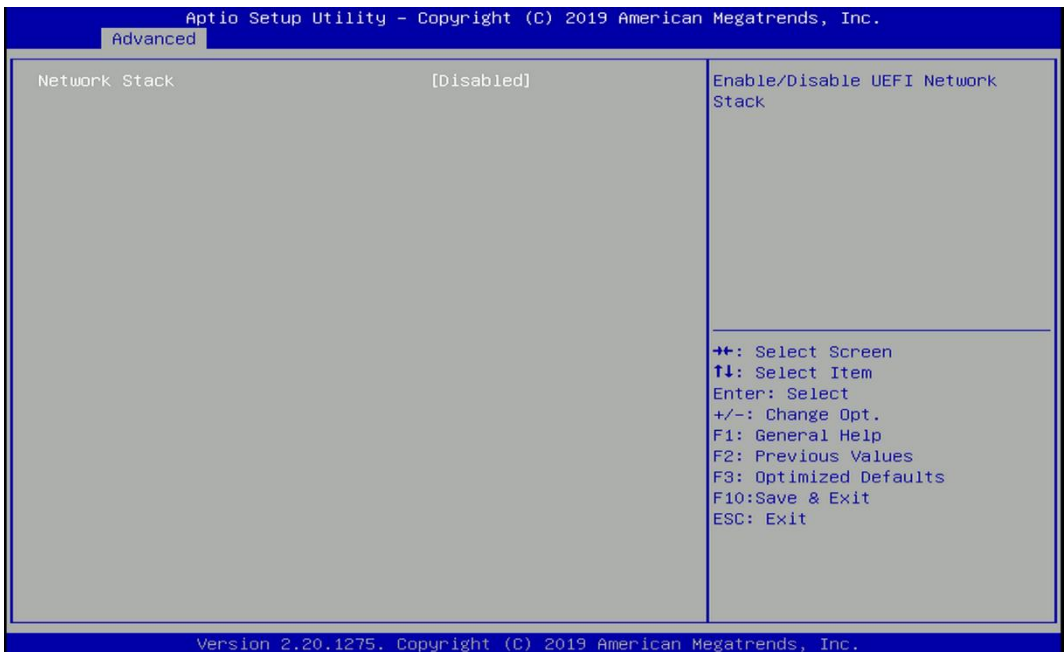 Aptio Setup Utility – Copyright (C) 2019 American Megatrends, Inc.
Advanced
Network Stack [Disabled]
Enable/Disable UEFI Network
Stack
→←: Select Screen
↑↓: Select Item
Enter: Select
+/-: Change Opt.
F1: General Help
F2: Previous Values
F3: Optimized Defaults
F10:Save & Exit
ESC: Exit
Version 2.20.1275. Copyright (C) 2019 American Megatrends, Inc.